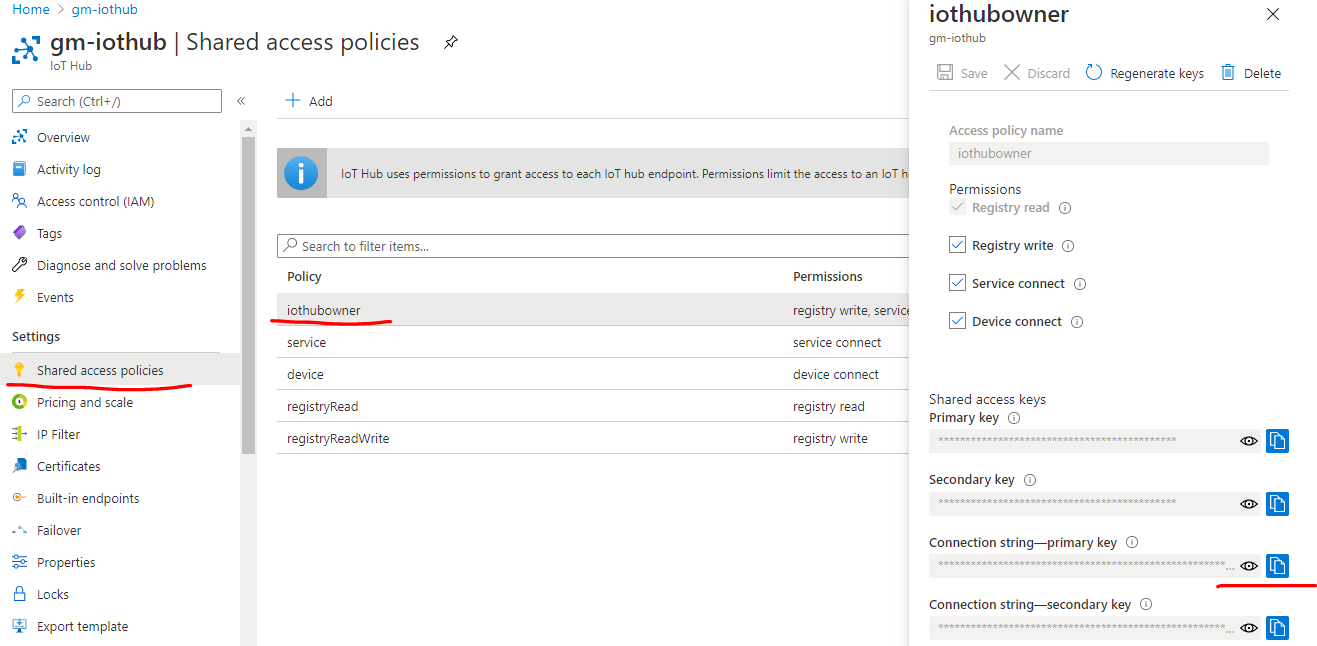 Home > gm-iothub
gm-iothub | Shared access policies
IoT Hub
Search (Ctrl+/)
«
Overview
Activity log
Access control (IAM)
Tags
Diagnose and solve problems
Events
Settings
Shared access policies
Pricing and scale
IP Filter
Certificates
Built-in endpoints
Failover
Properties
Locks
Export template
+ Add
IoT Hub uses permissions to grant access to each IoT hub endpoint. Permissions limit the access to an IoT h
Search to filter items...
Policy Permissions
iothubowner registry write, service
service service connect
device device connect
registryRead registry read
registryReadWrite registry write
iothubowner
gm-iothub
Save Discard Regenerate keys Delete
Access policy name
iothubowner
Permissions
Registry read
Registry write
Service connect
Device connect
Shared access keys
Primary key
********************************************
Secondary key
********************************************
Connection string—primary key
*****************************************************...
Connection string—secondary key
*****************************************************...